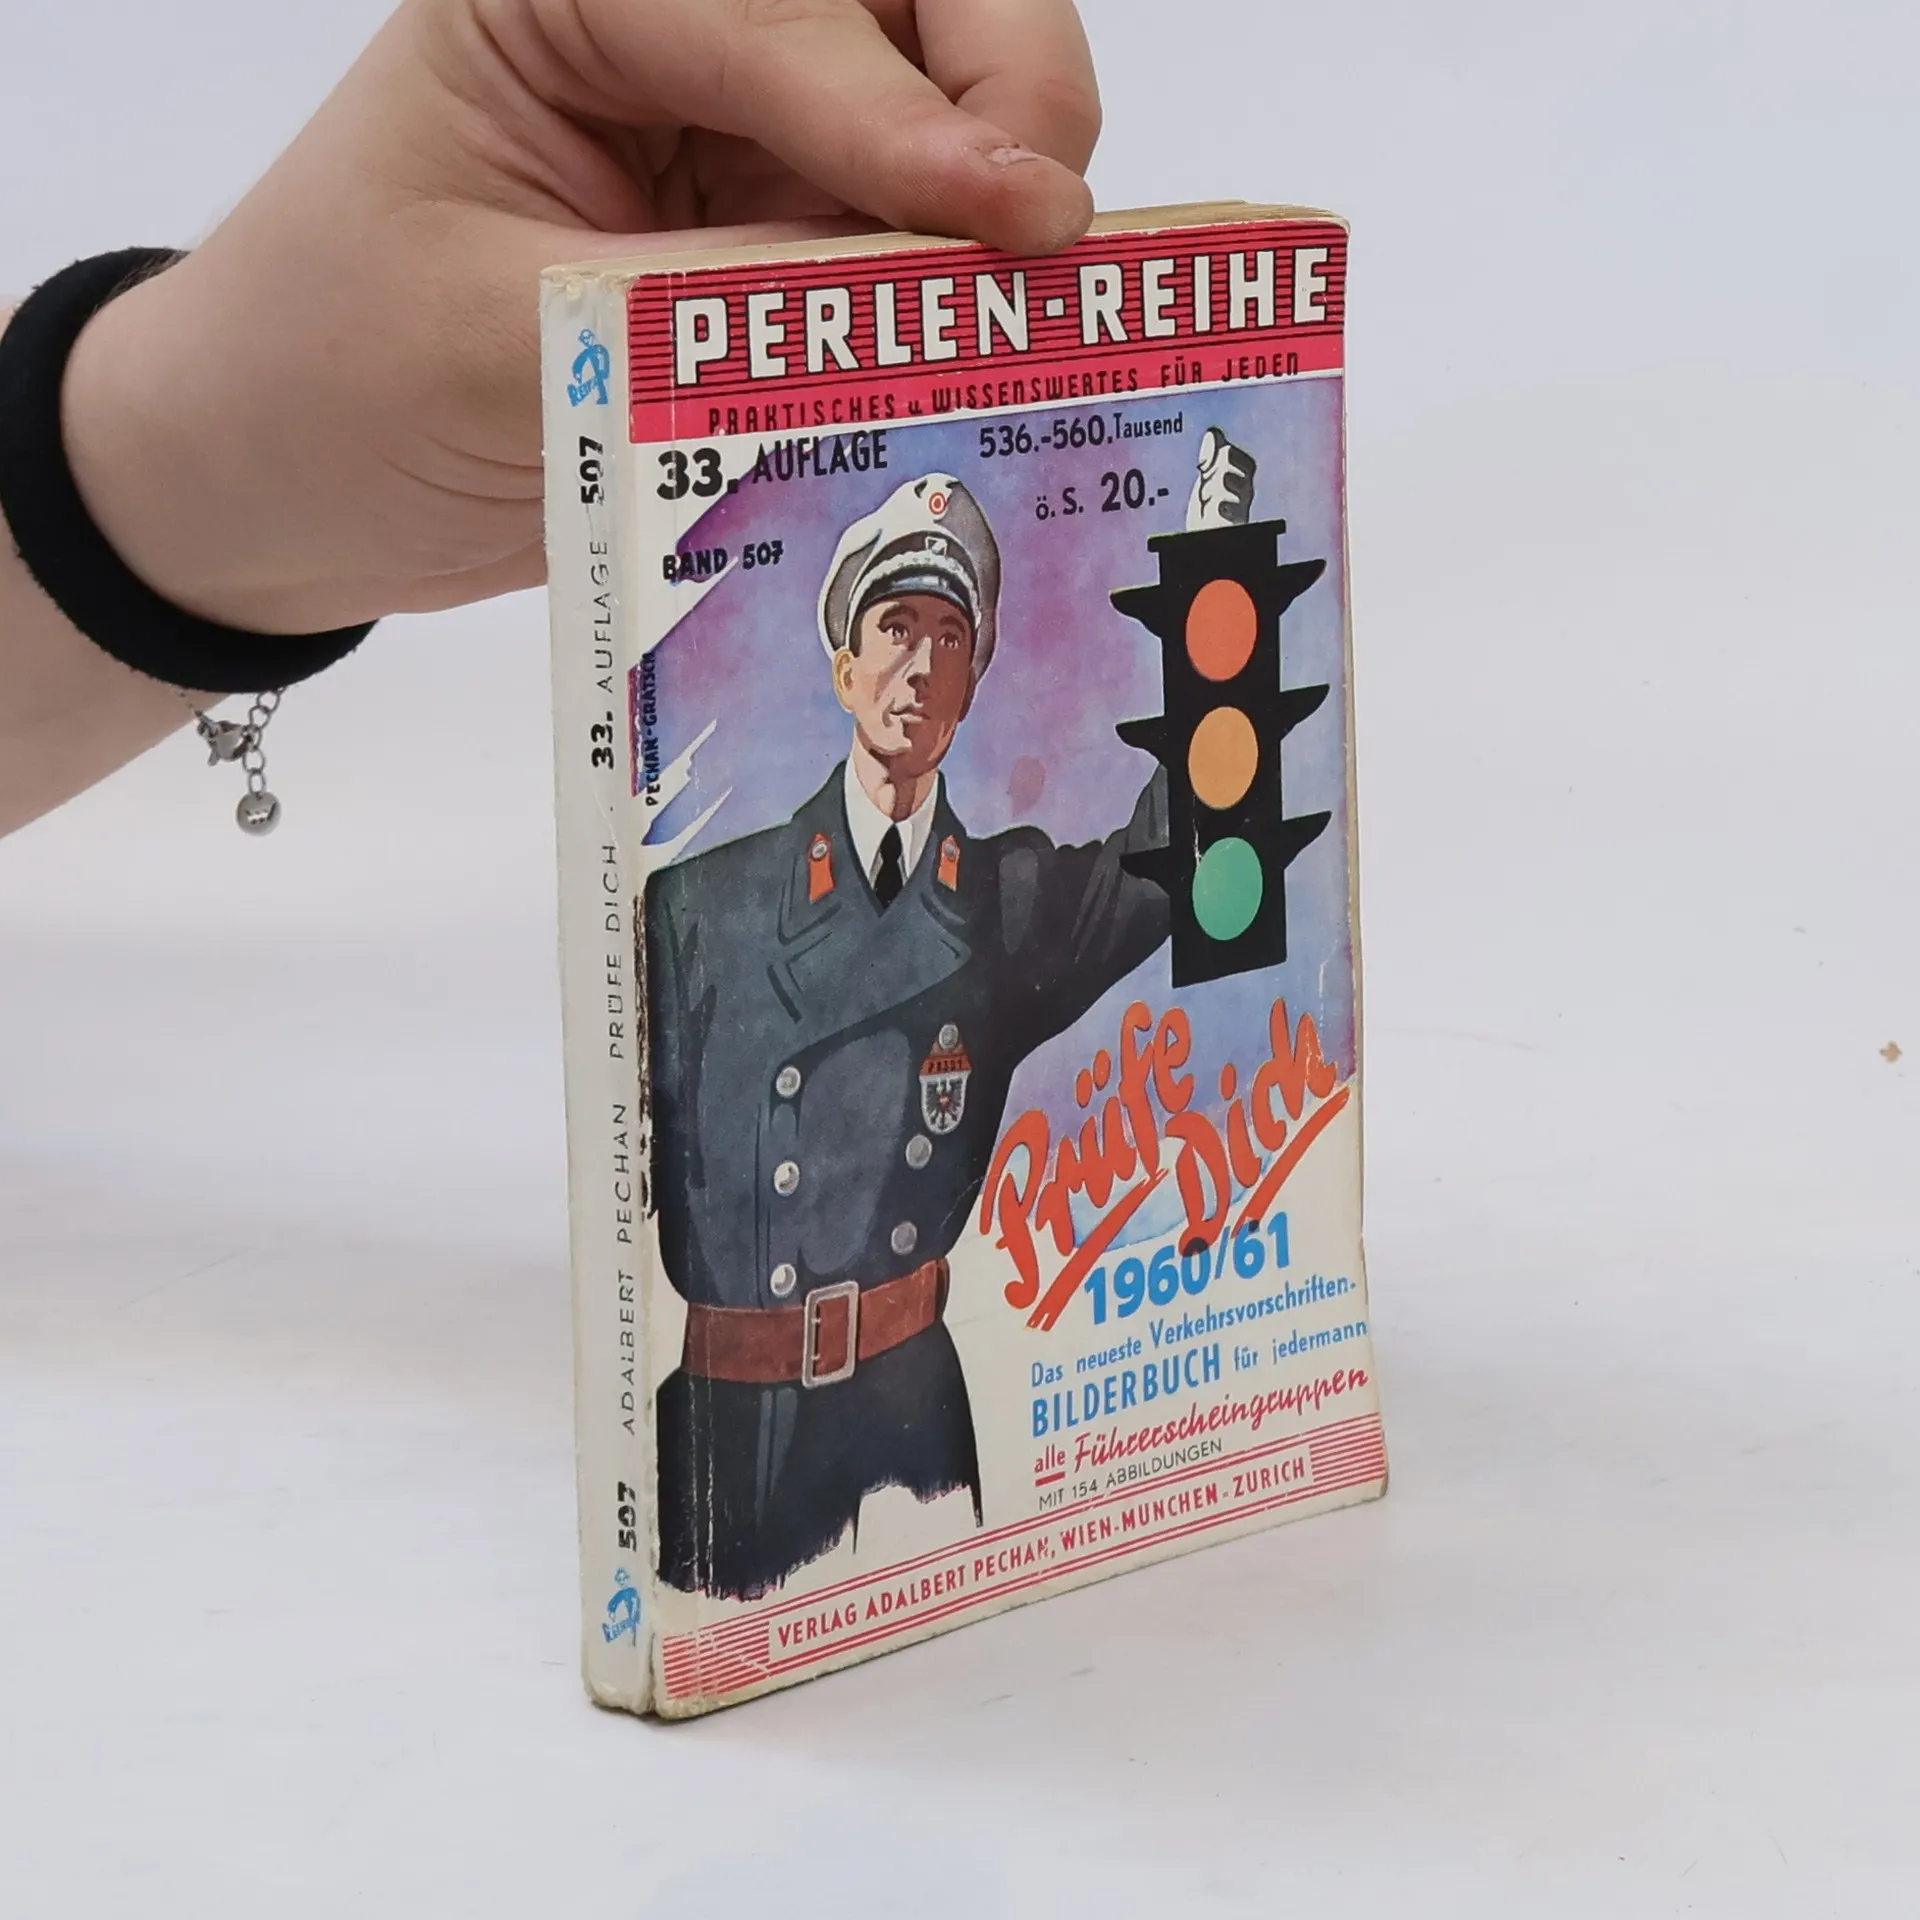 PERLEN-REIHE
PRAKTISCHES u. WISSENSWERTES FÜR JEDEN
33. AUFLAGE
536.-560.Tausend
ö. S. 20.-
BAND 507
PECHAN-GRATSCH
Prüfe
Dich
1960/61
Das neueste Verkehrsvorschriften-
BILDERBUCH für jedermann
alle Führerscheingruppen
MIT 154 ABBILDUNGEN
VERLAG ADALBERT PECHAN, WIEN-MÜNCHEN-ZÜRICH
507 ADALBERT PECHAN PRÜFE DICH . 33. AUFLAGE 507